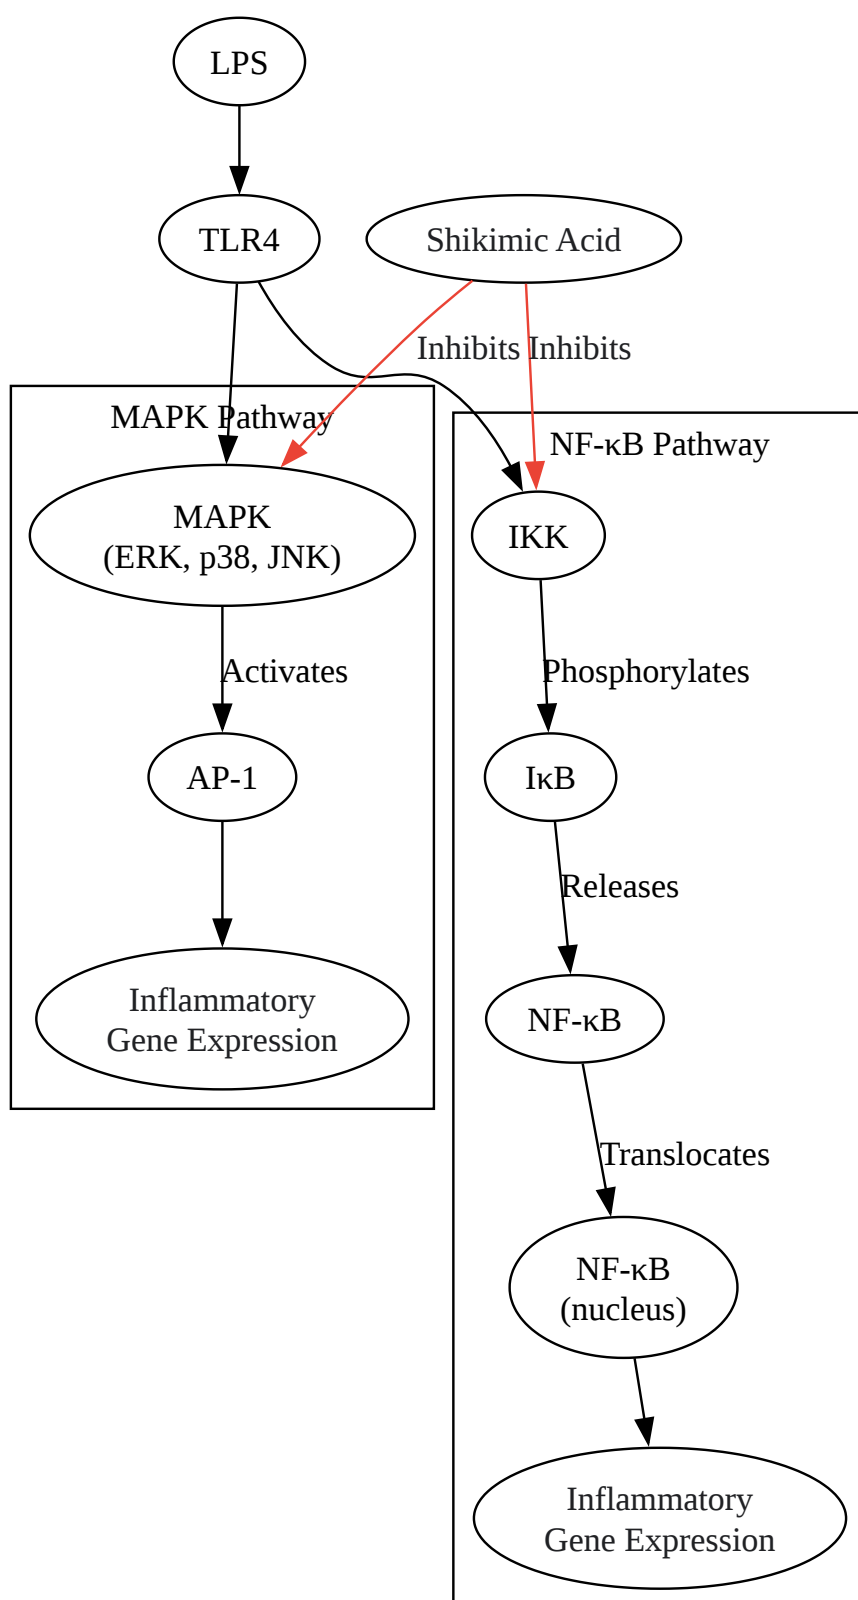 LPS
TLR4
Shikimic Acid
Inhibits
Inhibits
MAPK Pathway
NF-κB Pathway
MAPK
(ERK, p38, JNK)
IKK
Activates
Phosphorylates
AP-1
IκB
Releases
Inflammatory
Gene Expression
NF-κB
Translocates
NF-κB
(nucleus)
Inflammatory
Gene Expression